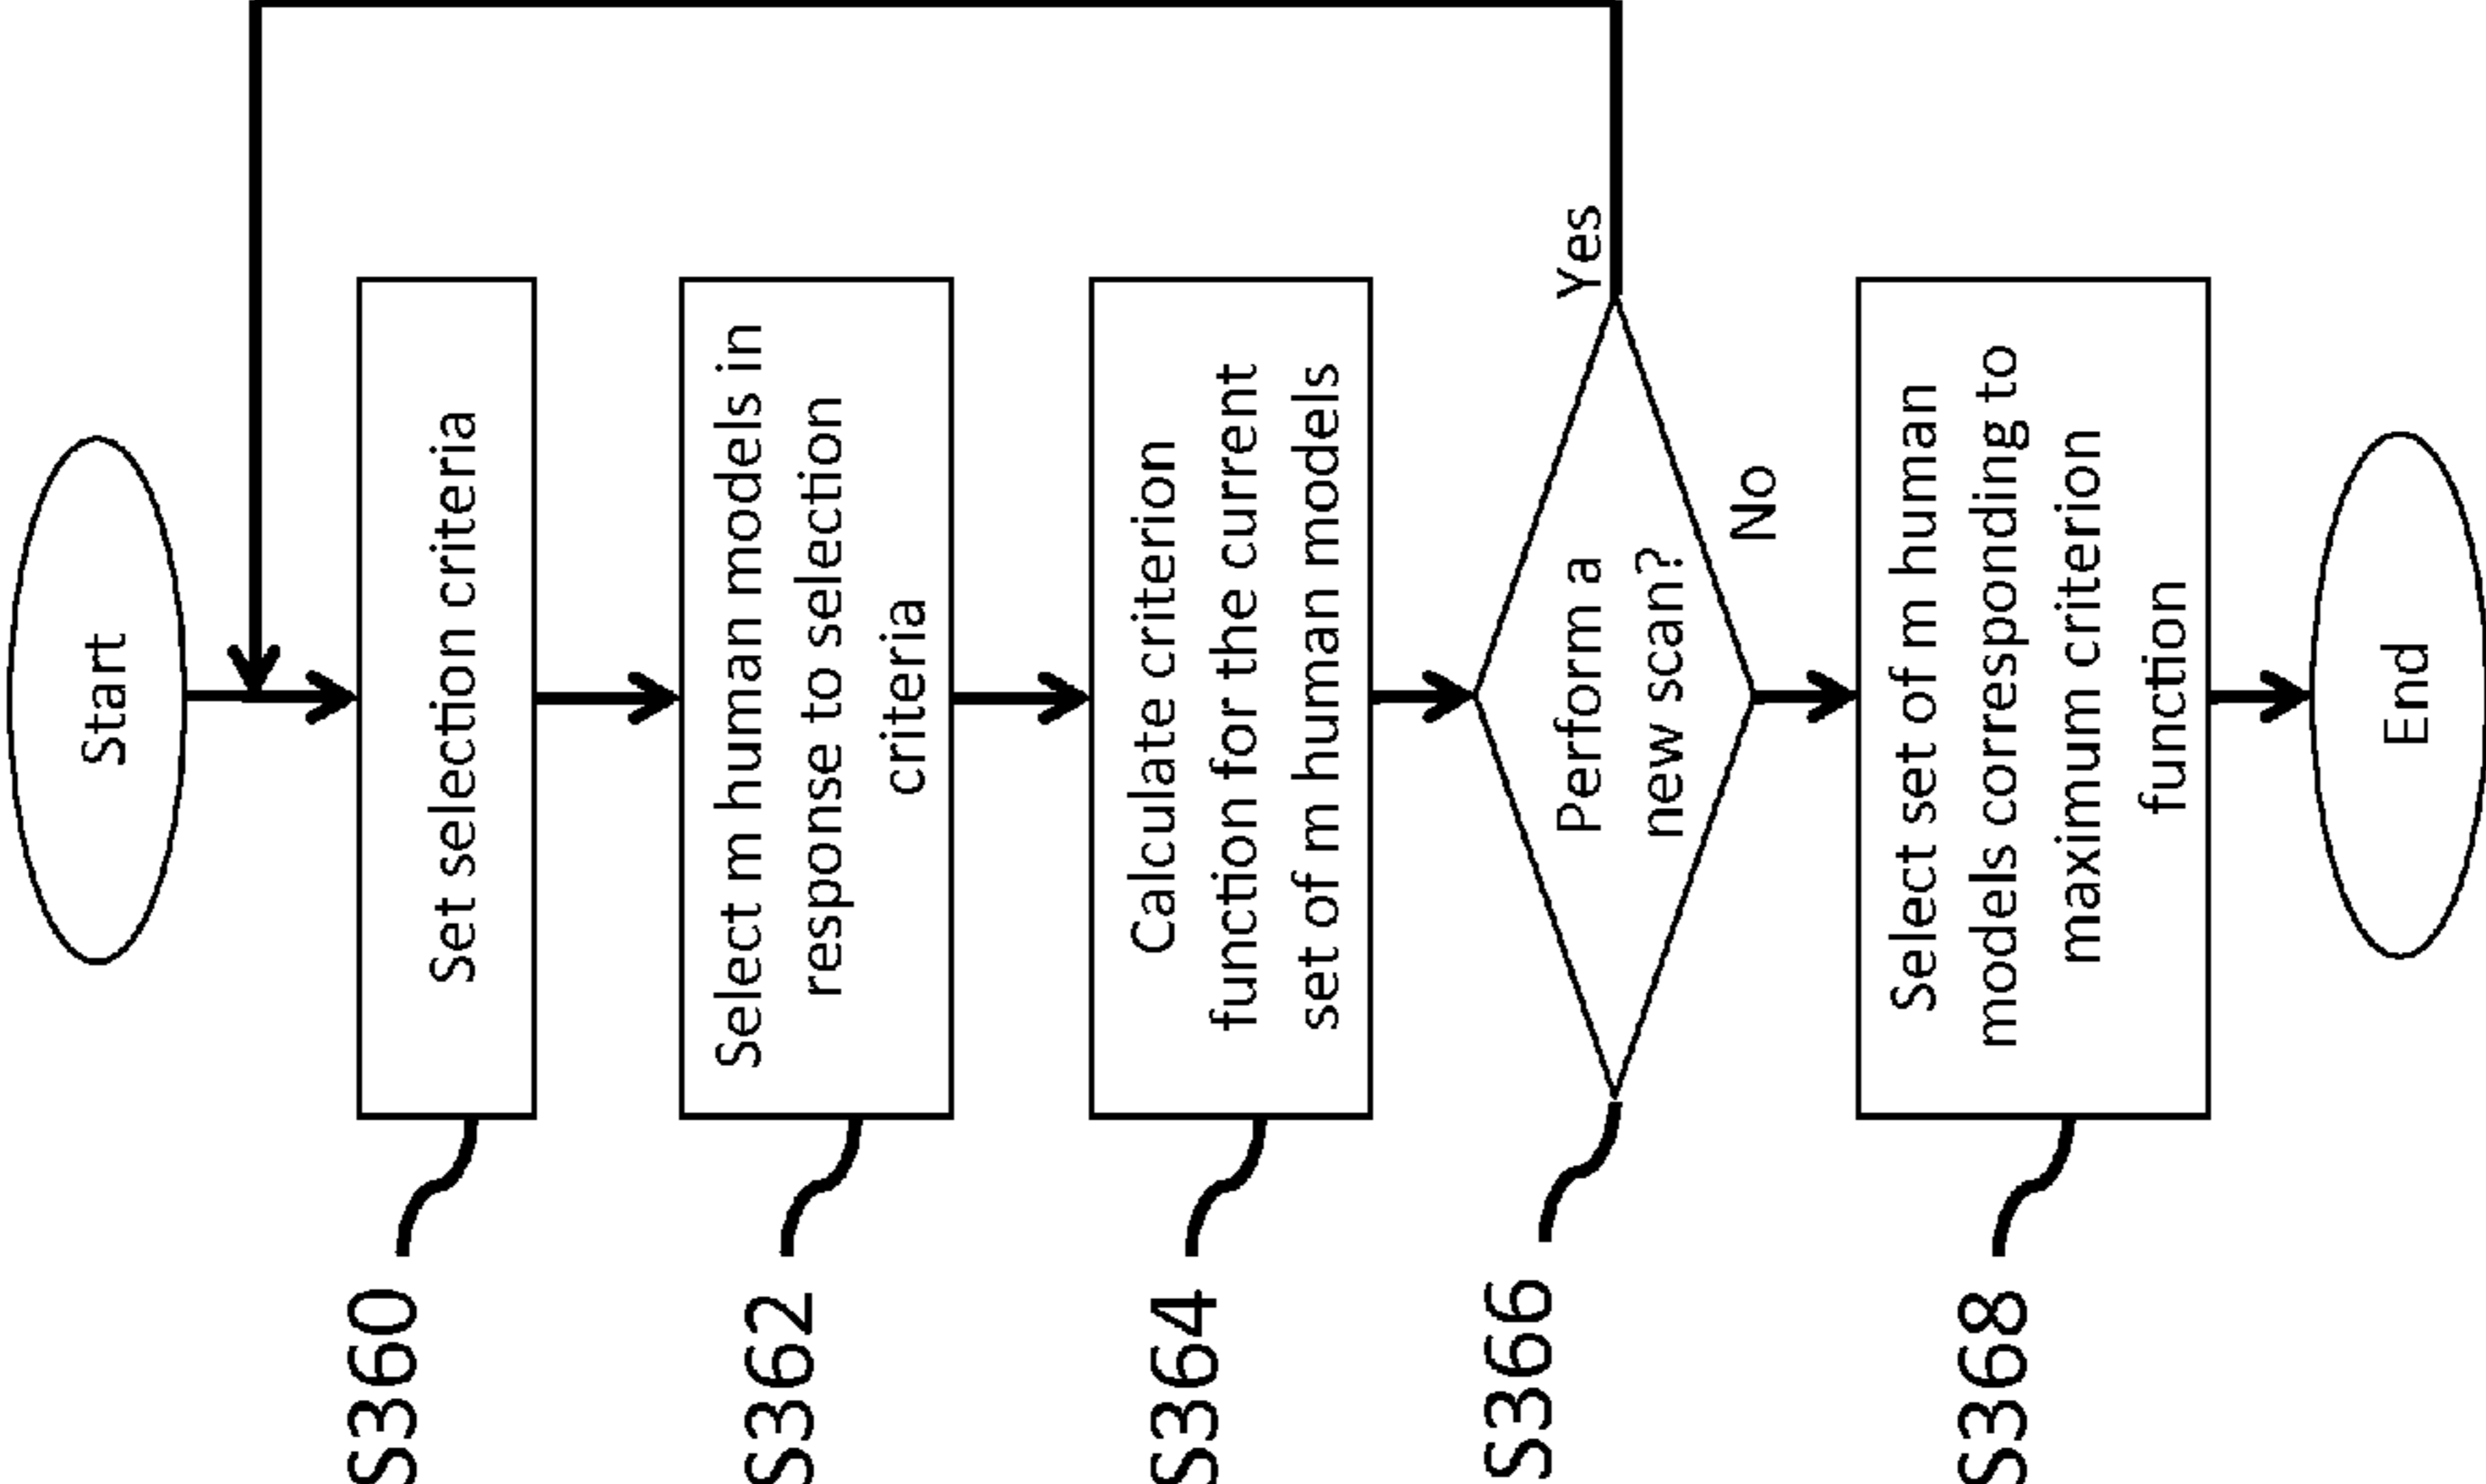 Start
S360
Set selection criteria
S362
Select m human models in
response to selection
criteria
S364
Calculate criterion
function for the current
set of m human models
S366
Perform a
new scan?
Yes
No
S368
Select set of m human
models corresponding to
maximum criterion
function
End